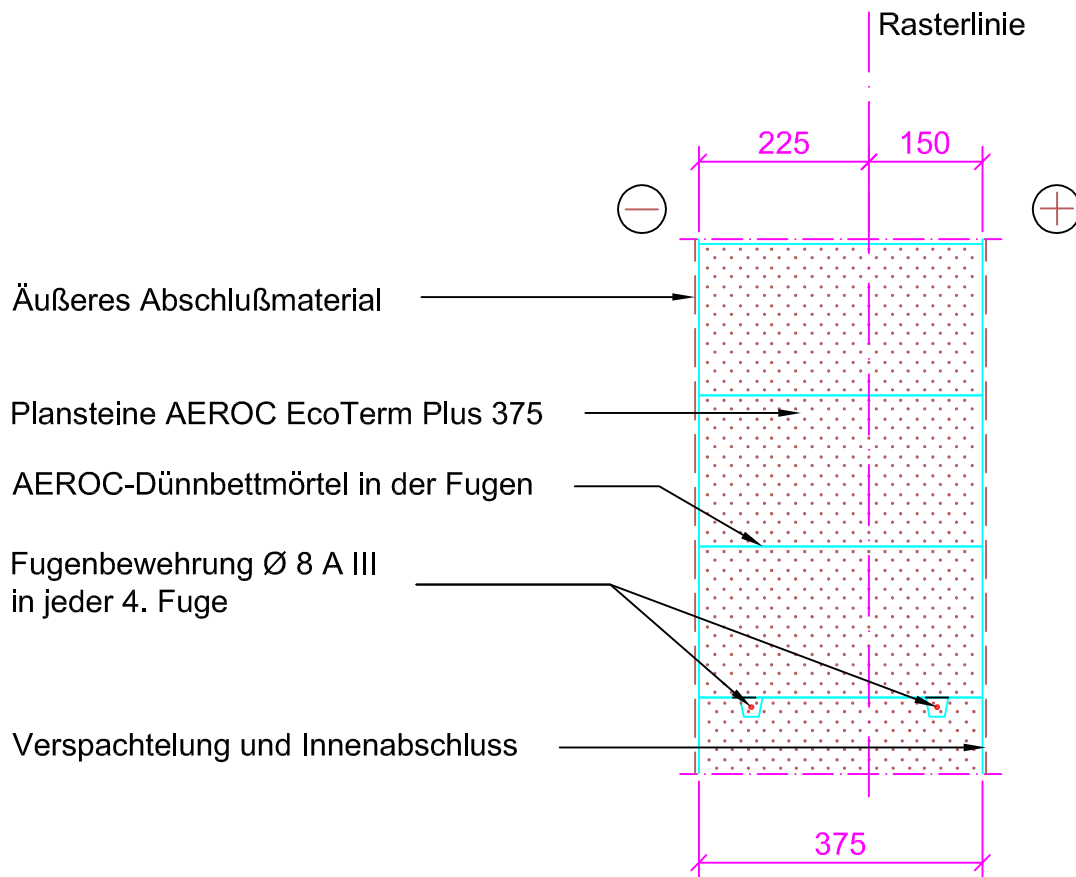 Rasterlinie
225
150
Äußeres Abschlußmaterial
Plansteine AEROC EcoTerm Plus 375
AEROC-Dünnbettmörtel in der Fugen
Fugenbewehrung Ø 8 A III
in jeder 4. Fuge
Verspachtelung und Innenabschluss
375